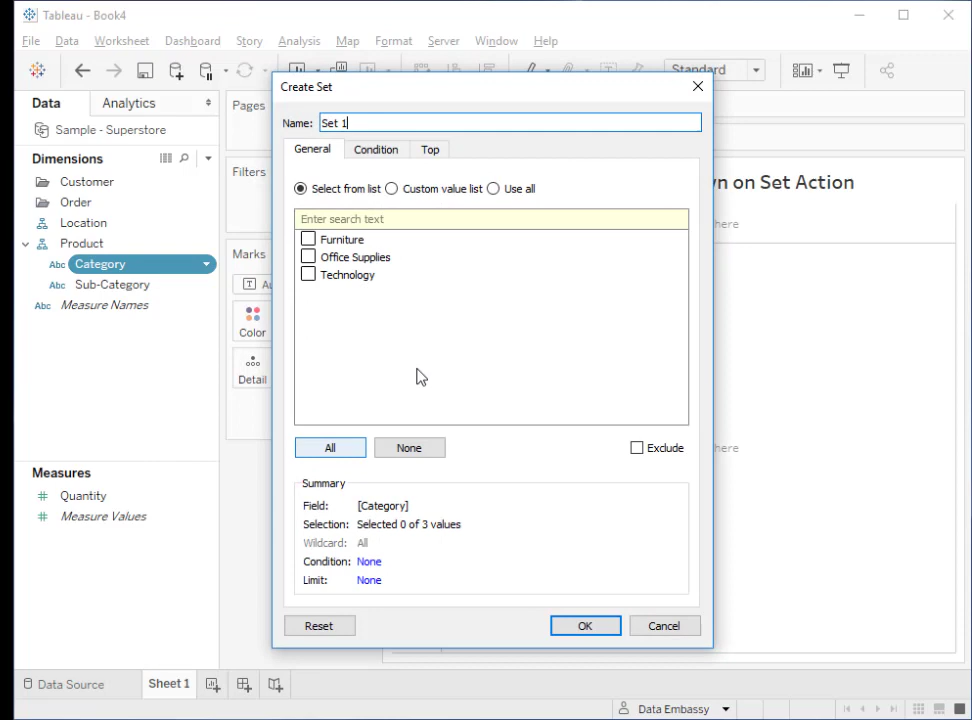 Tableau - Book4
File Data Worksheet Dashboard Story Analysis Map Format Server Window Help
Standard
Data Analytics
Sample - Superstore
Dimensions
Customer
Order
Location
Product
Abc Category
Abc Sub-Category
Abc Measure Names
Measures
Quantity
Measure Values
Pages
Filters
Marks
Color
Detail
Create Set
Name: Set 1
General Condition Top
Select from list Custom value list Use all
Enter search text
Furniture
Office Supplies
Technology
All None Exclude
Summary
Field: [Category]
Selection: Selected 0 of 3 values
Wildcard: All
Condition: None
Limit: None
Reset OK Cancel
on Set Action
here
here
Data Source Sheet 1
Data Embassy